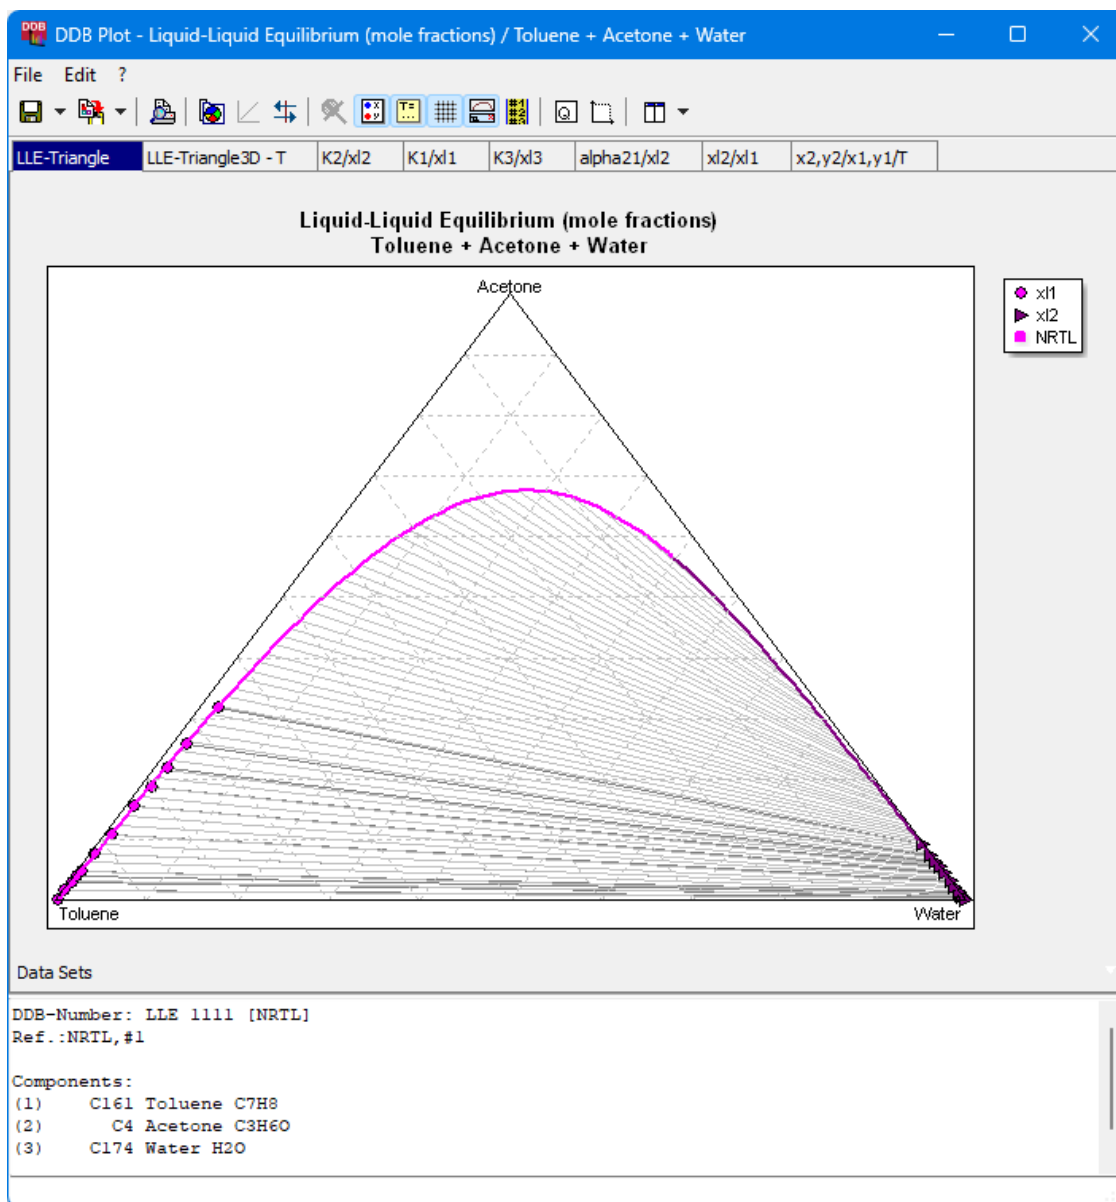 DDB Plot - Liquid-Liquid Equilibrium (mole fractions) / Toluene + Acetone + Water
File Edit ?
LLE-Triangle LLE-Triangle3D - T K2/xl2 K1/xl1 K3/xl3 alpha21/xl2 xl2/xl1 x2,y2/x1,y1/T
Liquid-Liquid Equilibrium (mole fractions)
Toluene + Acetone + Water
Acetone
xl1
xl2
NRTL
Toluene Water
Data Sets
DDB-Number: LLE 1111 [NRTL]
Ref.:NRTL,#1
Components:
(1) C161 Toluene C7H8
(2) C4 Acetone C3H6O
(3) C174 Water H2O